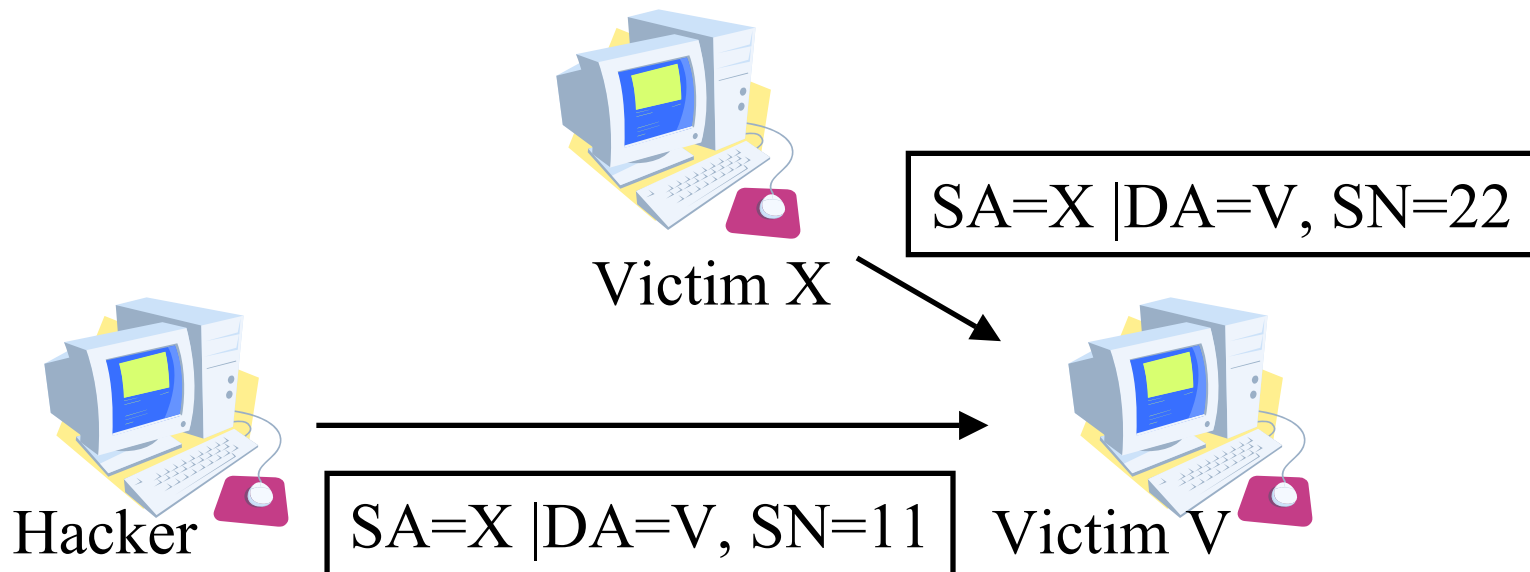 SA=X |DA=V, SN=22
Victim X
Hacker
SA=X |DA=V, SN=11
Victim V